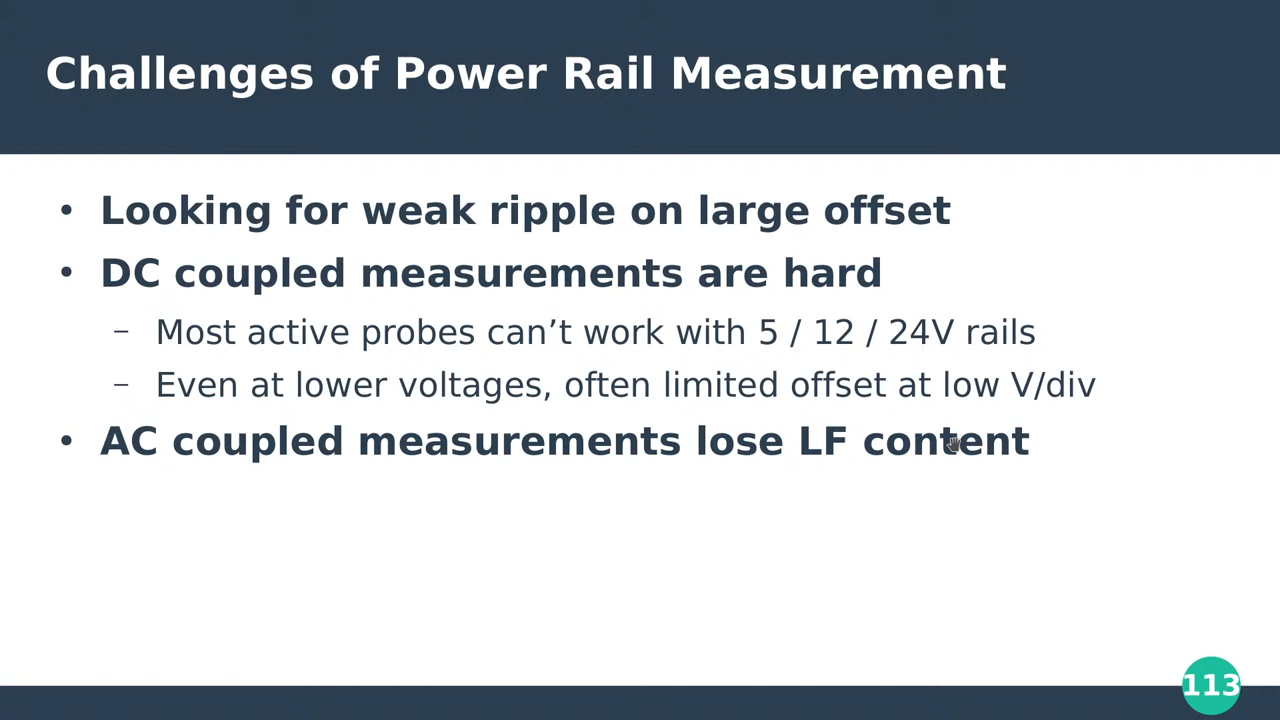 Challenges of Power Rail Measurement
• Looking for weak ripple on large offset
• DC coupled measurements are hard
– Most active probes can’t work with 5 / 12 / 24V rails
– Even at lower voltages, often limited offset at low V/div
• AC coupled measurements lose LF content
113